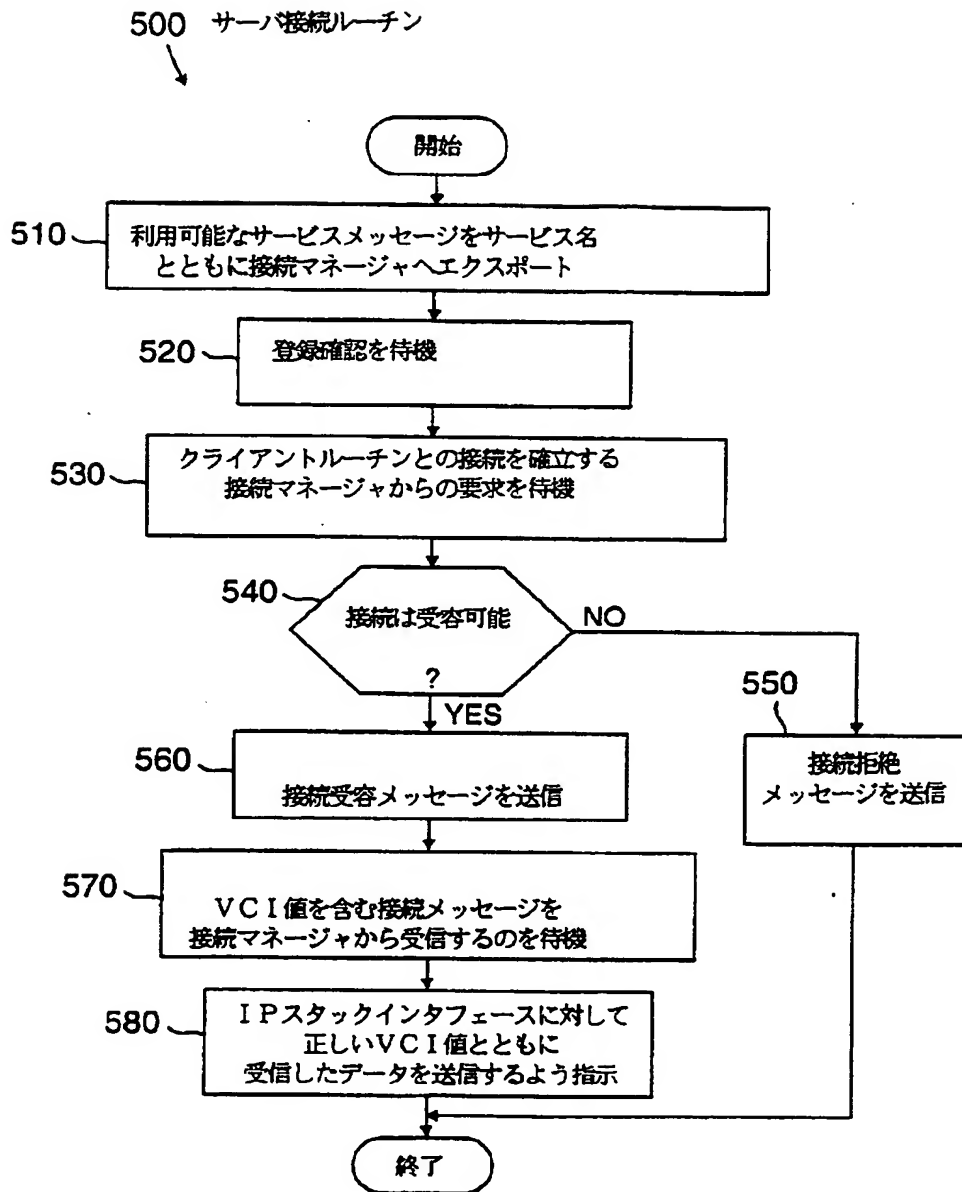 500 サーバ接続ルーチン
開始
510
利用可能なサービスメッセージをサービス名
とともに接続マネージャへエクスポート
520
登録確認を待機
530
クライアントルーチンとの接続を確立する
接続マネージャからの要求を待機
540
接続は受容可能
?
NO
YES
550
接続拒絶
メッセージを送信
560
接続受容メッセージを送信
570
VCI値を含む接続メッセージを
接続マネージャから受信するのを待機
580
IPスタックインタフェースに対して
正しいVCI値とともに
受信したデータを送信するよう指示
終了